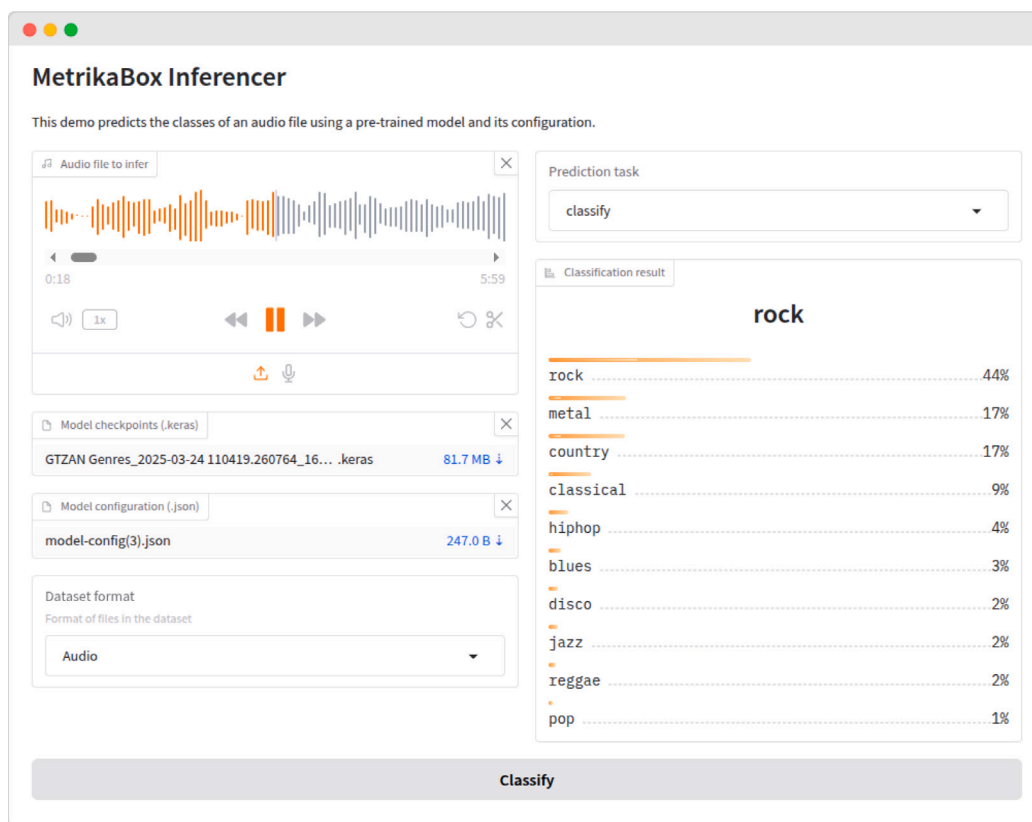 MetrikaBox Inferencer
This demo predicts the classes of an audio file using a pre-trained model and its configuration.
Audio file to infer
0:18 5:59
1x
Model checkpoints (.keras)
GTZAN Genres_2025-03-24 110419.260764_16... .keras 81.7 MB ↓
Model configuration (.json)
model-config(3).json 247.0 B ↓
Dataset format
Format of files in the dataset
Audio
Prediction task
classify
Classification result
rock
rock 44%
metal 17%
country 17%
classical 9%
hiphop 4%
blues 3%
disco 2%
jazz 2%
reggae 2%
pop 1%
Classify